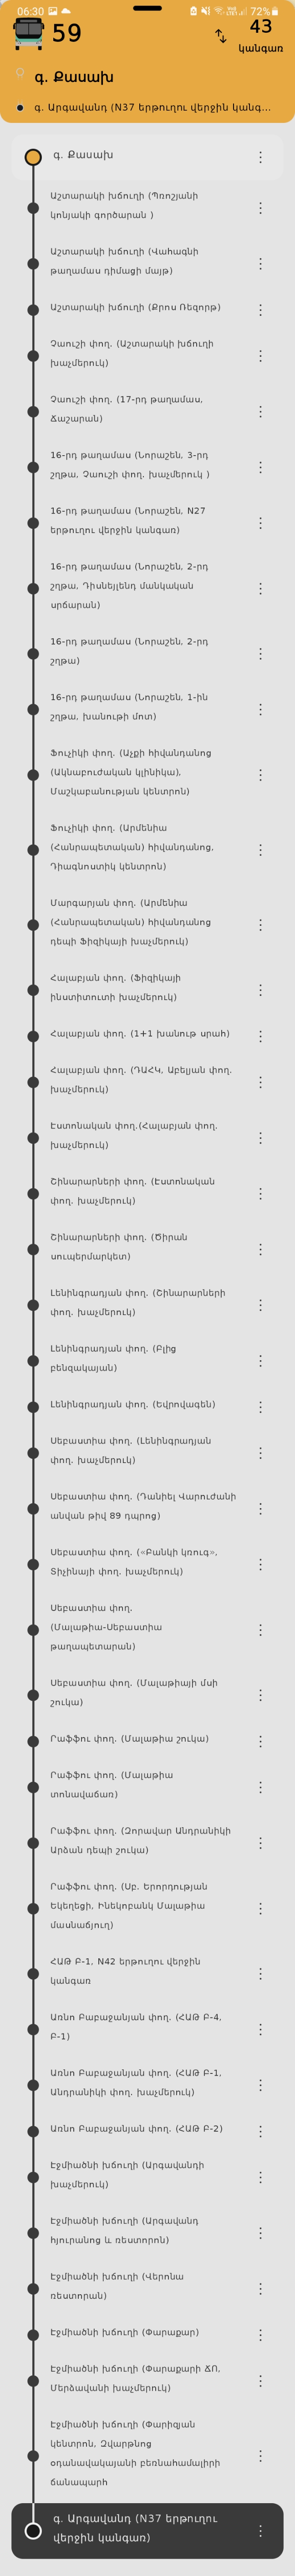 06:30
72%
59
43
կանգառ
գ. Քասախ
գ. Արգավանդ (N37 երթուղու վերջին կանգ...
գ. Քասախ
Աշտարակի խճուղի (Պռոշյանի
կոնյակի գործարան )
Աշտարակի խճուղի (Վահագնի
թաղամաս դիմացի մայթ)
Աշտարակի խճուղի (Քրոս Ռեզորթ)
Չաուշի փող. (Աշտարակի խճուղի
խաչմերուկ)
Չաուշի փող. (17-րդ թաղամաս,
Ճաշարան)
16-րդ թաղամաս (Նորաշեն, 3-րդ
շղթա, Չաուշի փող. խաչմերուկ )
16-րդ թաղամաս (Նորաշեն, N27
երթուղու վերջին կանգառ)
16-րդ թաղամաս (Նորաշեն, 2-րդ
շղթա, Դիսնեյլենդ մանկական
սրճարան)
16-րդ թաղամաս (Նորաշեն, 2-րդ
շղթա)
16-րդ թաղամաս (Նորաշեն, 1-ին
շղթա, խանութի մոտ)
Ֆուչիկի փող. (Աչքի հիվանդանոց
(Ակնաբուժական կլինիկա),
Մաշկաբանության կենտրոն)
Ֆուչիկի փող. (Արմենիա
(Հանրապետական) հիվանդանոց,
Դիագնոստիկ կենտրոն)
Մարգարյան փող. (Արմենիա
(Հանրապետական) հիվանդանոց
դեպի Ֆիզիկայի խաչմերուկ)
Հալաբյան փող. (Ֆիզիկայի
ինստիտուտի խաչմերուկ)
Հալաբյան փող. (1+1 խանութ սրահ)
Հալաբյան փող. (ԴԱՀԿ, Աբելյան փող.
խաչմերուկ)
Էստոնական փող.(Հալաբյան փող.
խաչմերուկ)
Շինարարների փող. (Էստոնական
փող. խաչմերուկ)
Շինարարների փող. (Ծիրան
սուպերմարկետ)
Լենինգրադյան փող. (Շինարարների
փող. խաչմերուկ)
Լենինգրադյան փող. (Բլից
բենզակայան)
Լենինգրադյան փող. (Եվրովագեն)
Սեբաստիա փող. (Լենինգրադյան
փող. խաչմերուկ)
Սեբաստիա փող. (Դանիել Վարուժանի
անվան թիվ 89 դպրոց)
Սեբաստիա փող. («Բանկի կռուգ»,
Տիչինայի փող. խաչմերուկ)
Սեբաստիա փող.
(Մալաթիա-Սեբաստիա
թաղապետարան)
Սեբաստիա փող. (Մալաթիայի մսի
շուկա)
Րաֆֆու փող. (Մալաթիա շուկա)
Րաֆֆու փող. (Մալաթիա
տոնավաճառ)
Րաֆֆու փող. (Զորավար Անդրանիկի
Արձան դեպի շուկա)
Րաֆֆու փող. (Սբ. Երորդության
Եկեղեցի, Ինեկոբանկ Մալաթիա
մասնաճյուղ)
ՀԱԹ Բ-1, N42 երթուղու վերջին
կանգառ
Առնո Բաբաջանյան փող. (ՀԱԹ Բ-4,
Բ-1)
Առնո Բաբաջանյան փող. (ՀԱԹ Բ-1,
Անդրանիկի փող. խաչմերուկ)
Առնո Բաբաջանյան փող. (ՀԱԹ Բ-2)
Էջմիածնի խճուղի (Արգավանդի
խաչմերուկ)
Էջմիածնի խճուղի (Արգավանդ
հյուրանոց և ռեստորոն)
Էջմիածնի խճուղի (Վերոնա
ռեստորան)
Էջմիածնի խճուղի (Փարաքար)
Էջմիածնի խճուղի (Փարաքարի ՃՈ,
Մերձավանի խաչմերուկ)
Էջմիածնի խճուղի (Փարիզյան
կենտրոն, Զվարթնոց
օդանավակայանի բեռնահամալիրի
ճանապարհ
գ. Արգավանդ (N37 երթուղու
վերջին կանգառ)